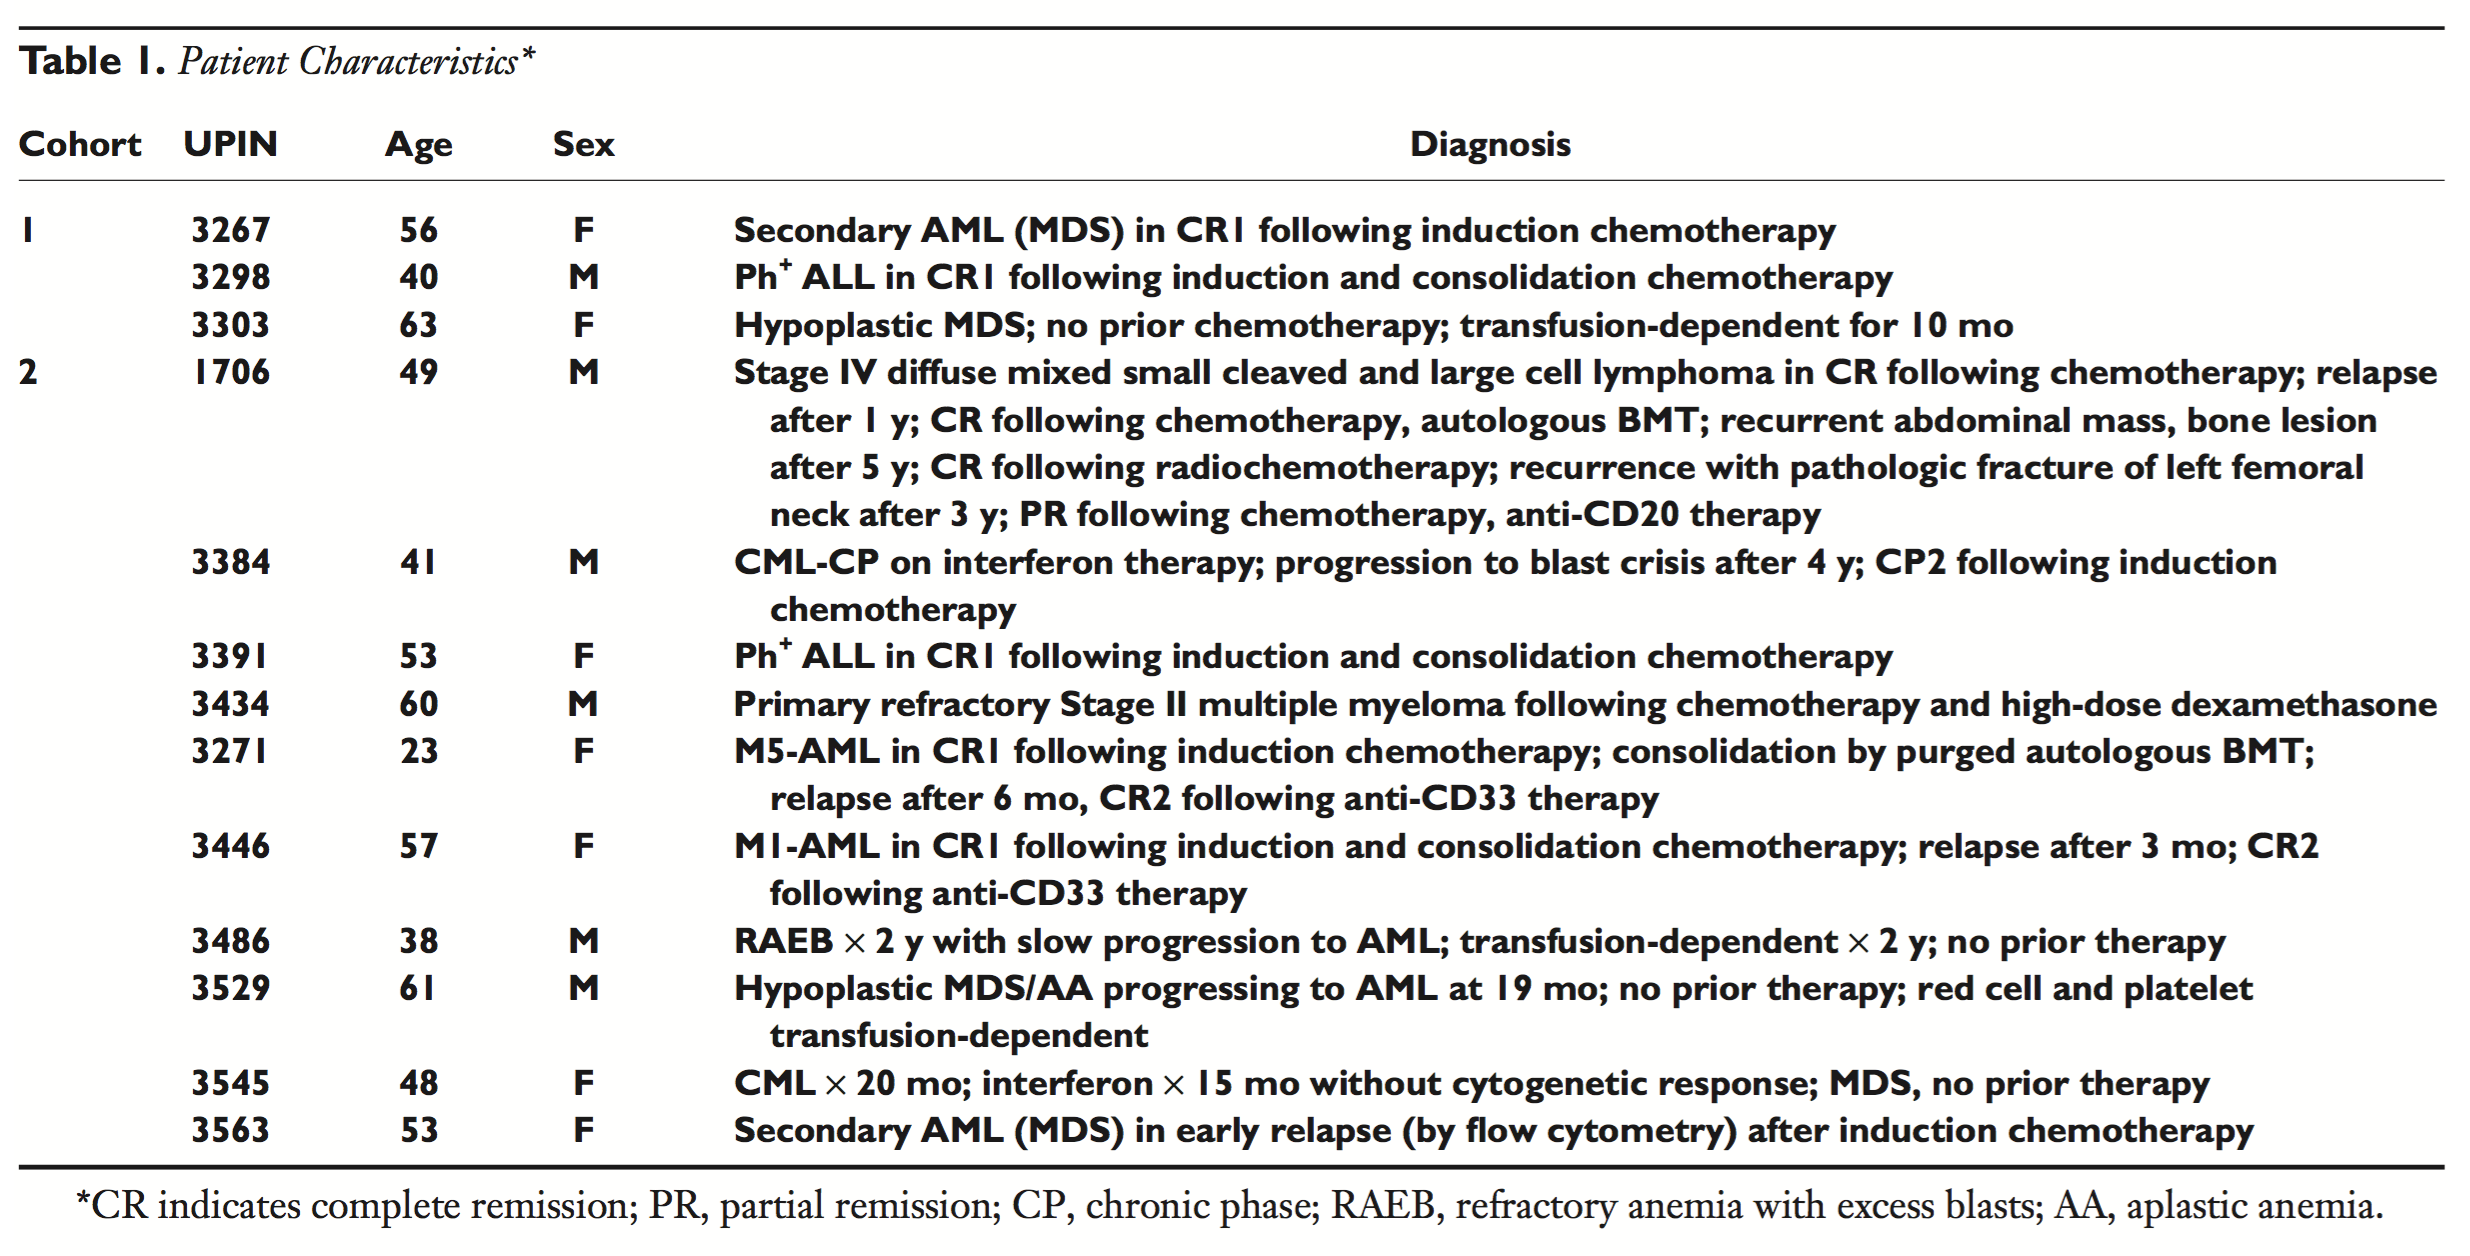 Table 1. Patient Characteristics*
Cohort UPIN Age Sex Diagnosis
1 3267 56 F Secondary AML (MDS) in CR1 following induction chemotherapy
3298 40 M Ph⁺ ALL in CR1 following induction and consolidation chemotherapy
3303 63 F Hypoplastic MDS; no prior chemotherapy; transfusion-dependent for 10 mo
2 1706 49 M Stage IV diffuse mixed small cleaved and large cell lymphoma in CR following chemotherapy; relapse
after 1 y; CR following chemotherapy, autologous BMT; recurrent abdominal mass, bone lesion
after 5 y; CR following radiochemotherapy; recurrence with pathologic fracture of left femoral
neck after 3 y; PR following chemotherapy, anti-CD20 therapy
3384 41 M CML-CP on interferon therapy; progression to blast crisis after 4 y; CP2 following induction
chemotherapy
3391 53 F Ph⁺ ALL in CR1 following induction and consolidation chemotherapy
3434 60 M Primary refractory Stage II multiple myeloma following chemotherapy and high-dose dexamethasone
3271 23 F M5-AML in CR1 following induction chemotherapy; consolidation by purged autologous BMT;
relapse after 6 mo, CR2 following anti-CD33 therapy
3446 57 F M1-AML in CR1 following induction and consolidation chemotherapy; relapse after 3 mo; CR2
following anti-CD33 therapy
3486 38 M RAEB × 2 y with slow progression to AML; transfusion-dependent × 2 y; no prior therapy
3529 61 M Hypoplastic MDS/AA progressing to AML at 19 mo; no prior therapy; red cell and platelet
transfusion-dependent
3545 48 F CML × 20 mo; interferon × 15 mo without cytogenetic response; MDS, no prior therapy
3563 53 F Secondary AML (MDS) in early relapse (by flow cytometry) after induction chemotherapy
*CR indicates complete remission; PR, partial remission; CP, chronic phase; RAEB, refractory anemia with excess blasts; AA, aplastic anemia.